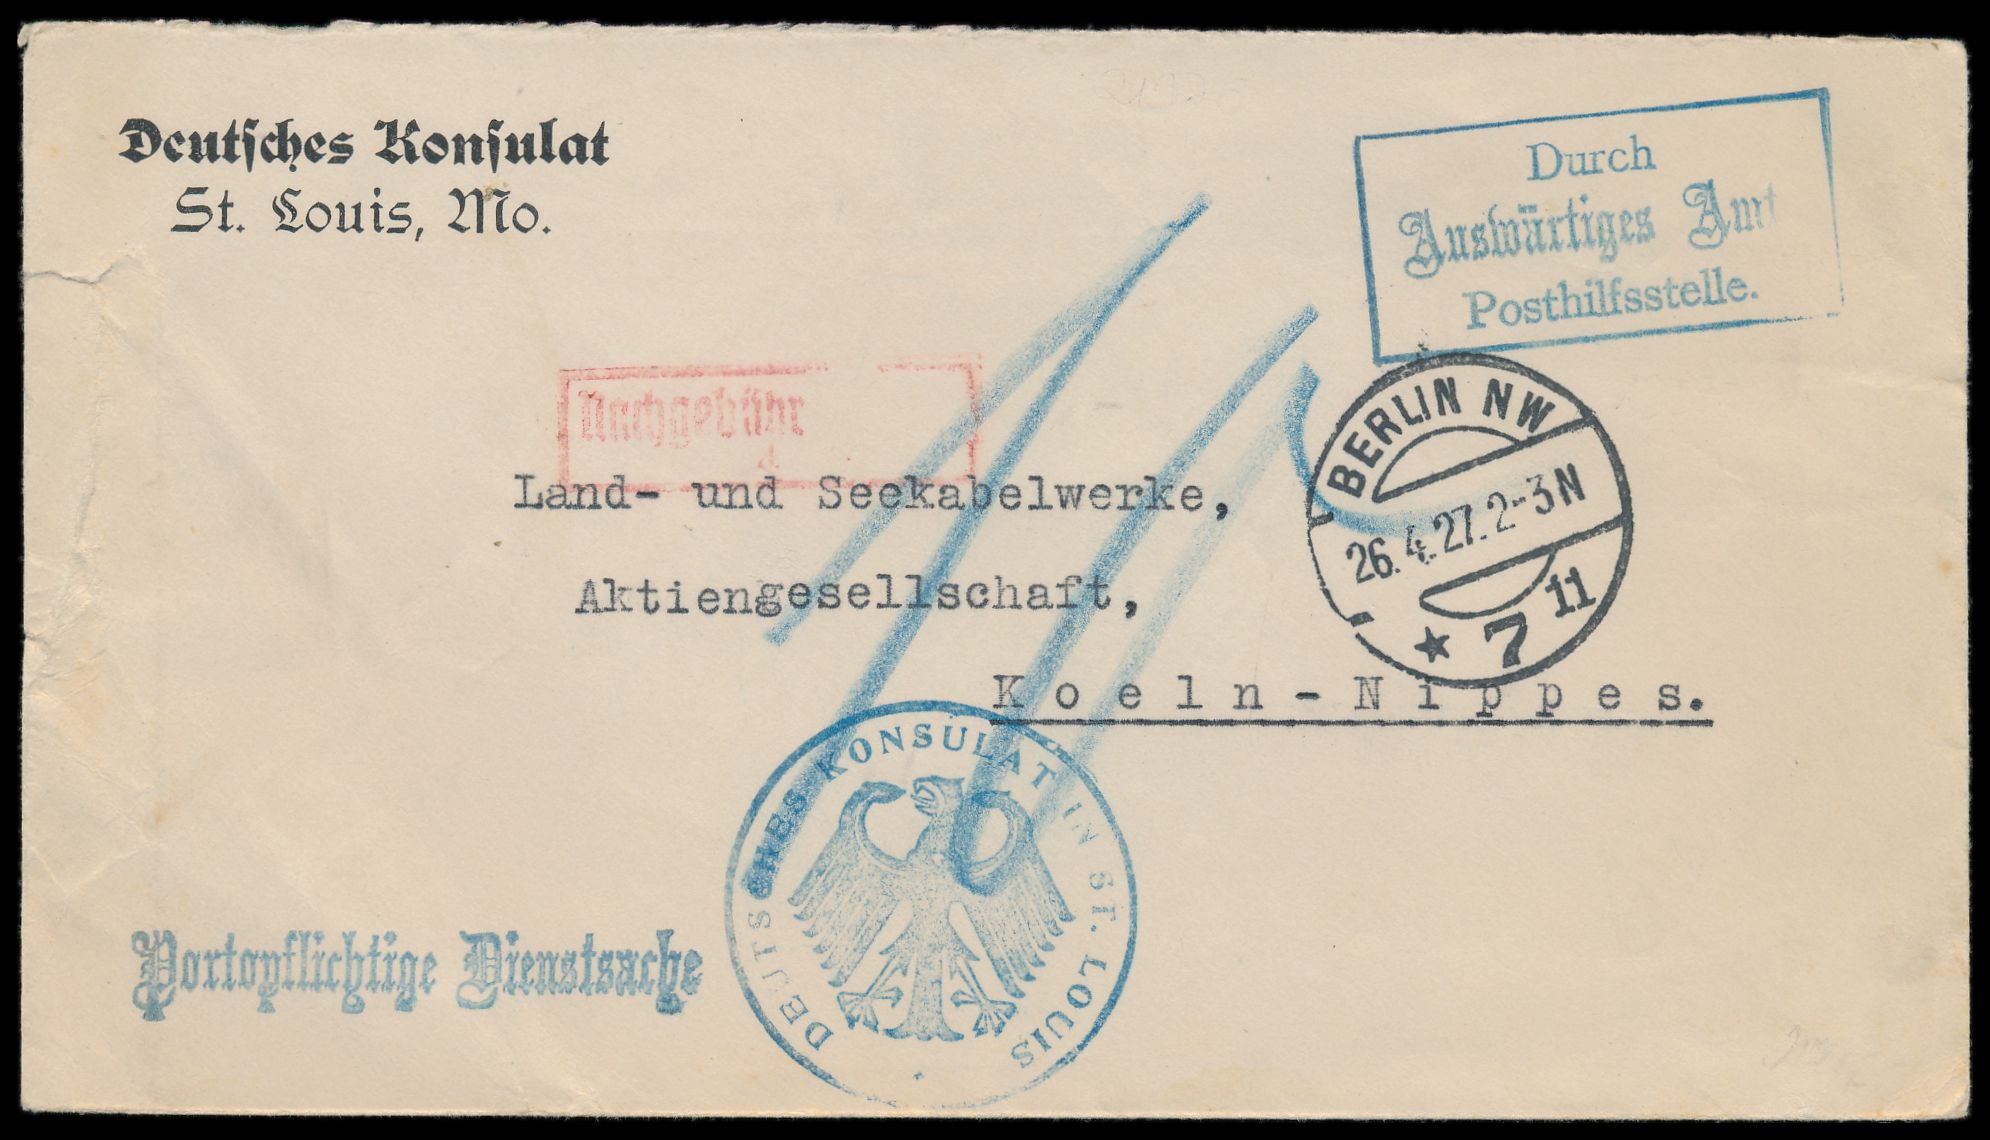 Deutsches Konsulat
St. Louis, Mo.
Durch
Auswärtiges Amt
Posthilfsstelle.
Nachgebühr
BERLIN NW
26.4.27.2-3N
* 7 11
Land- und Seekabelwerke,
Aktiengesellschaft,
Koeln-Nippes.
DEUTSCHES KONSULAT IN ST. LOUIS
Portopflichtige Dienstsache